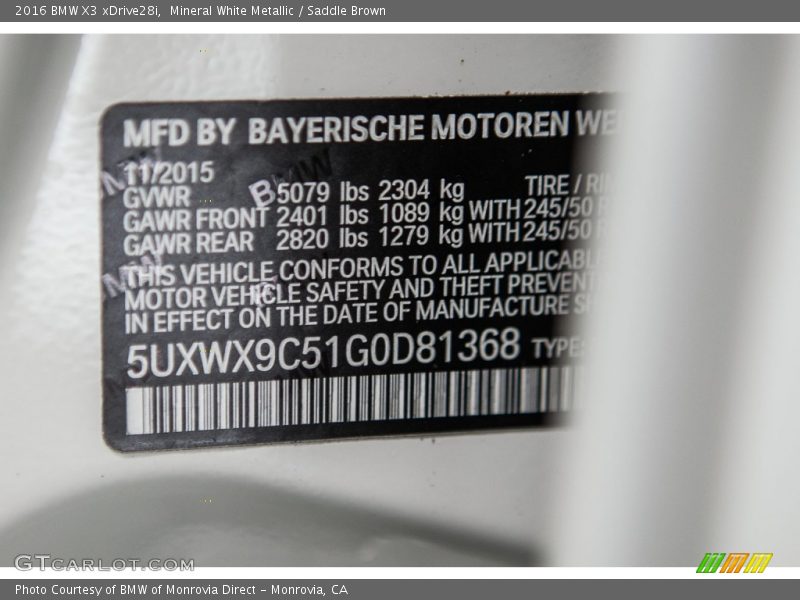 2016 BMW X3 xDrive28i, Mineral White Metallic / Saddle Brown
MFD BY BAYERISCHE MOTOREN WE
11/2015
GVWR 5079 lbs 2304 kg TIRE / RI
GAWR FRONT 2401 lbs 1089 kg WITH 245/50 R
GAWR REAR 2820 lbs 1279 kg WITH 245/50
THIS VEHICLE CONFORMS TO ALL APPLICABL
MOTOR VEHICLE SAFETY AND THEFT PREVENT
IN EFFECT ON THE DATE OF MANUFACTURE S
5UXWX9C51G0D81368 TYPE:
GTCARLOT.COM
Photo Courtesy of BMW of Monrovia Direct - Monrovia, CA